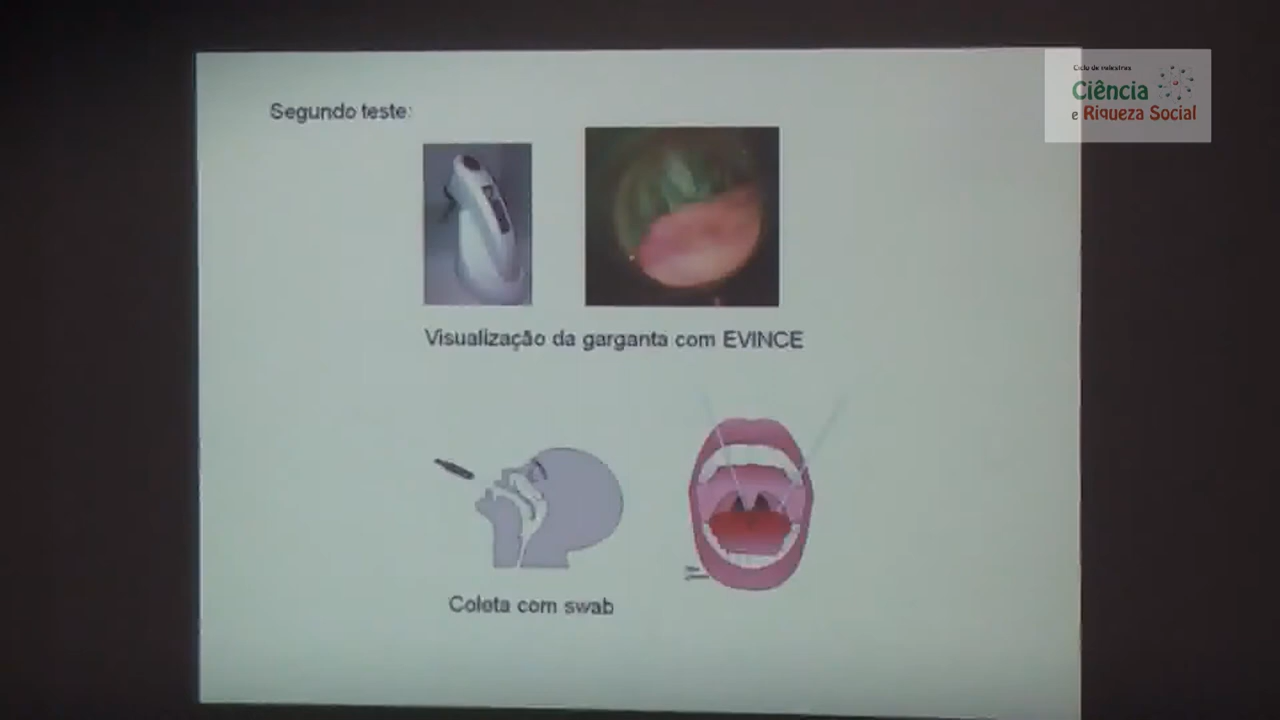 Segundo teste:
Ciclo de palestras
Ciência
e Riqueza Social
Visualização da garganta com EVINCE
Coleta com swab